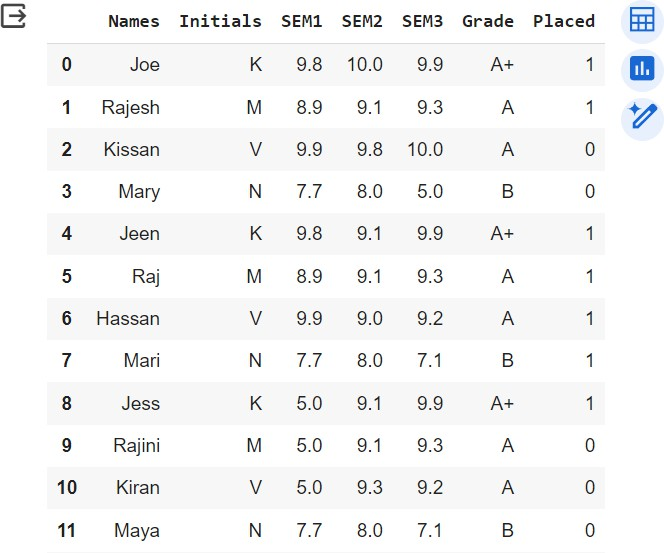 Names Initials SEM1 SEM2 SEM3 Grade Placed
0 Joe K 9.8 10.0 9.9 A+ 1
1 Rajesh M 8.9 9.1 9.3 A 1
2 Kissan V 9.9 9.8 10.0 A 0
3 Mary N 7.7 8.0 5.0 B 0
4 Jeen K 9.8 9.1 9.9 A+ 1
5 Raj M 8.9 9.1 9.3 A 1
6 Hassan V 9.9 9.0 9.2 A 1
7 Mari N 7.7 8.0 7.1 B 1
8 Jess K 5.0 9.1 9.9 A+ 1
9 Rajini M 5.0 9.1 9.3 A 0
10 Kiran V 5.0 9.3 9.2 A 0
11 Maya N 7.7 8.0 7.1 B 0